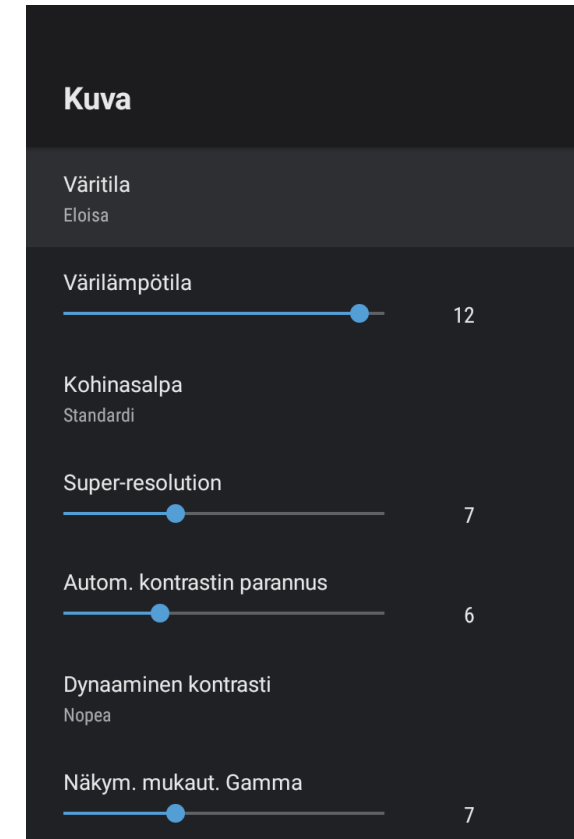 Kuva
Väritila
Eloisa
Värilämpötila
12
Kohinasalpa
Standardi
Super-resolution
7
Autom. kontrastin parannus
6
Dynaaminen kontrasti
Nopea
Näkym. mukaut. Gamma
7